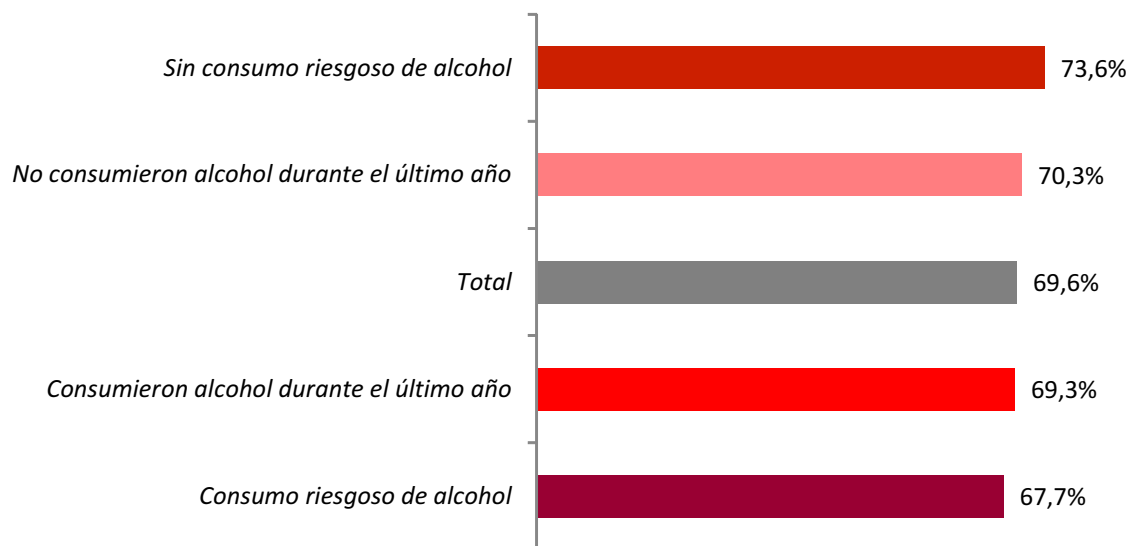 Sin consumo riesgoso de alcohol 73,6%
No consumieron alcohol durante el último año 70,3%
Total 69,6%
Consumieron alcohol durante el último año 69,3%
Consumo riesgoso de alcohol 67,7%